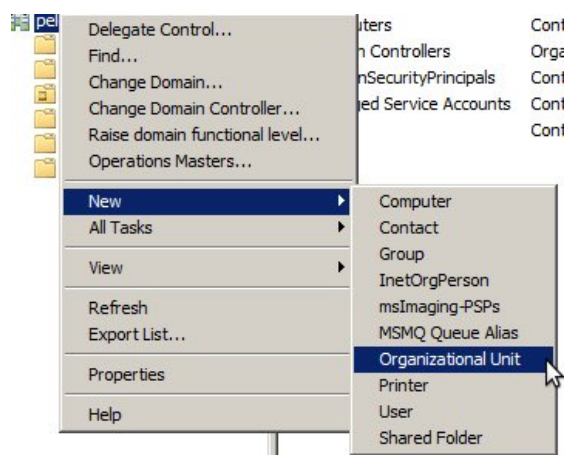 pel
Delegate Control...
Find...
Change Domain...
Change Domain Controller...
Raise domain functional level...
Operations Masters...
New
All Tasks
View
Refresh
Export List...
Properties
Help
Computer
Contact
Group
InetOrgPerson
msImaging-PSPs
MSMQ Queue Alias
Organizational Unit
Printer
User
Shared Folder
uters
Cont
n Controllers
Orga
nSecurityPrincipals
Cont
ed Service Accounts
Cont
Cont